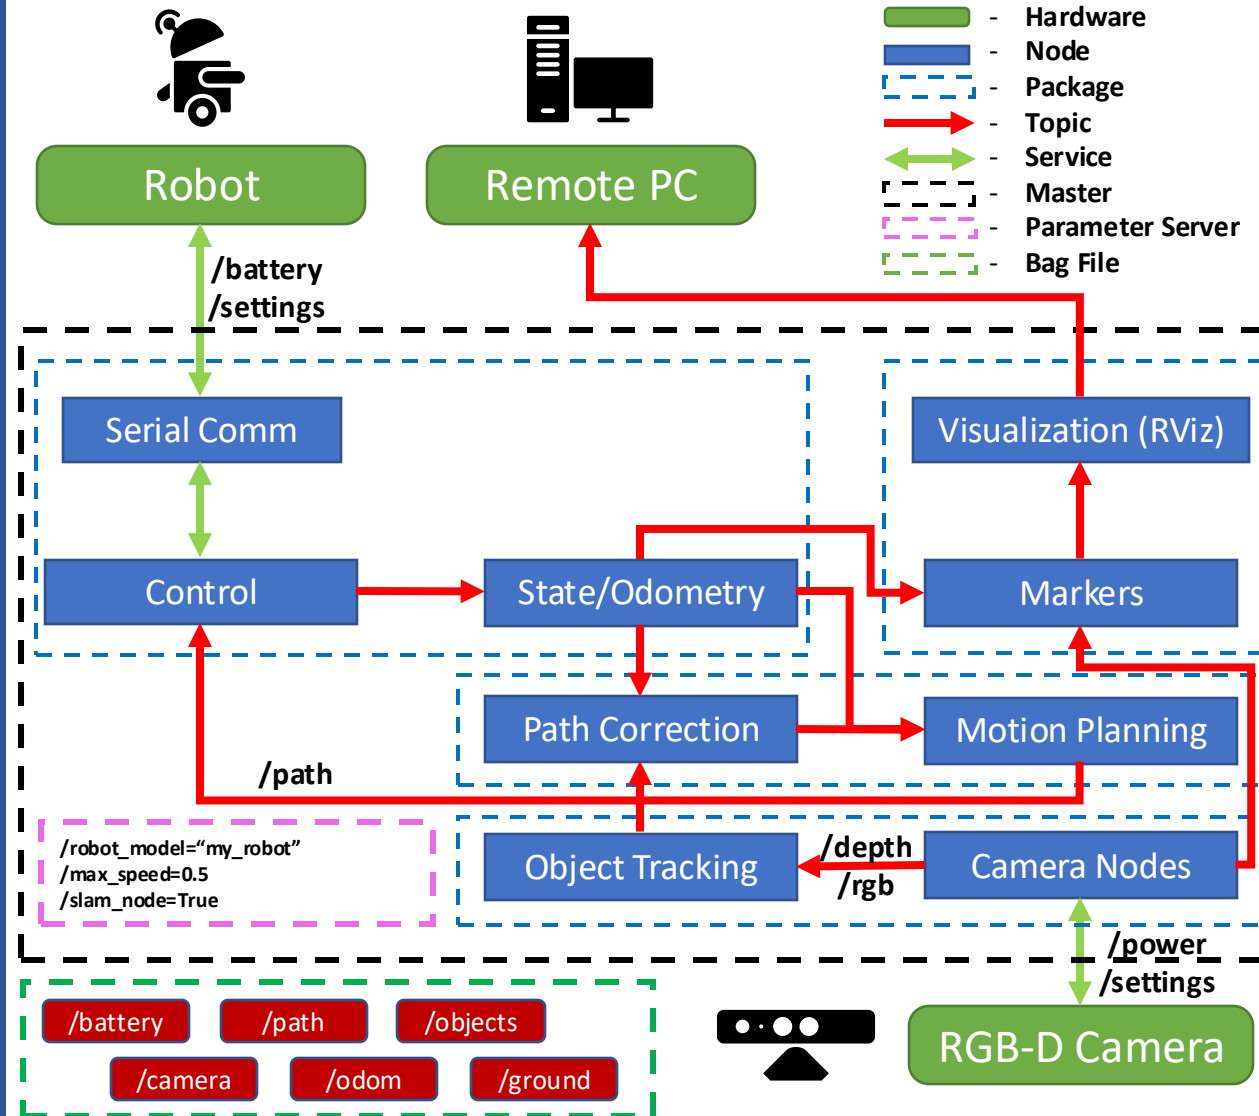 - Hardware
- Node
- Package
- Topic
- Service
- Master
- Parameter Server
- Bag File
Robot
Remote PC
/battery
/settings
Serial Comm
Visualization (RViz)
Control
State/Odometry
Markers
Path Correction
Motion Planning
/path
/robot_model=“my_robot”
/max_speed=0.5
/slam_node=True
Object Tracking
/depth
/rgb
Camera Nodes
/power
/settings
/battery
/path
/objects
/camera
/odom
/ground
RGB-D Camera